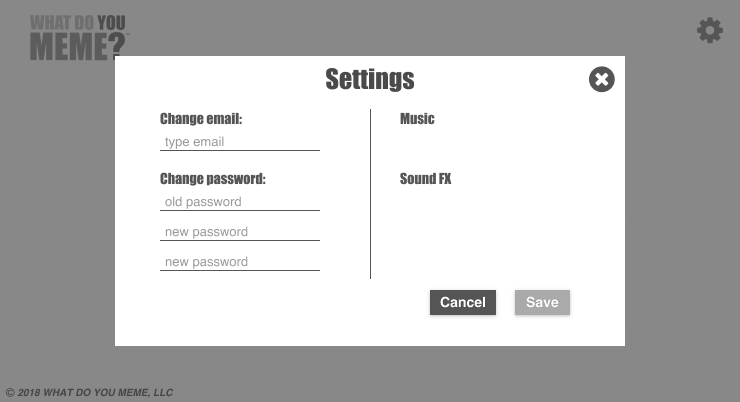 WHAT DO YOU
MEME?™
Settings
Change email:
type email
Change password:
old password
new password
new password
Music
Sound FX
Cancel
Save
© 2018 WHAT DO YOU MEME, LLC